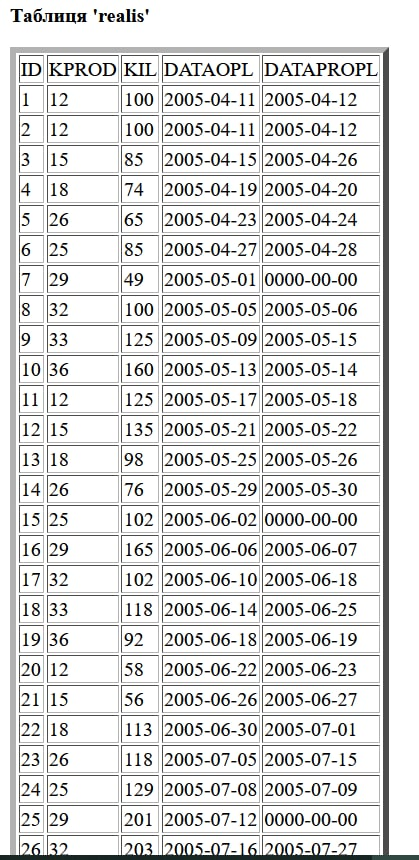 Таблиця 'realis'
ID KPROD KIL DATAOPL DATAPROPL
1 12 100 2005-04-11 2005-04-12
2 12 100 2005-04-11 2005-04-12
3 15 85 2005-04-15 2005-04-26
4 18 74 2005-04-19 2005-04-20
5 26 65 2005-04-23 2005-04-24
6 25 85 2005-04-27 2005-04-28
7 29 49 2005-05-01 0000-00-00
8 32 100 2005-05-05 2005-05-06
9 33 125 2005-05-09 2005-05-15
10 36 160 2005-05-13 2005-05-14
11 12 125 2005-05-17 2005-05-18
12 15 135 2005-05-21 2005-05-22
13 18 98 2005-05-25 2005-05-26
14 26 76 2005-05-29 2005-05-30
15 25 102 2005-06-02 0000-00-00
16 29 165 2005-06-06 2005-06-07
17 32 102 2005-06-10 2005-06-18
18 33 118 2005-06-14 2005-06-25
19 36 92 2005-06-18 2005-06-19
20 12 58 2005-06-22 2005-06-23
21 15 56 2005-06-26 2005-06-27
22 18 113 2005-06-30 2005-07-01
23 26 118 2005-07-05 2005-07-15
24 25 129 2005-07-08 2005-07-09
25 29 201 2005-07-12 0000-00-00
26 32 203 2005-07-16 2005-07-27